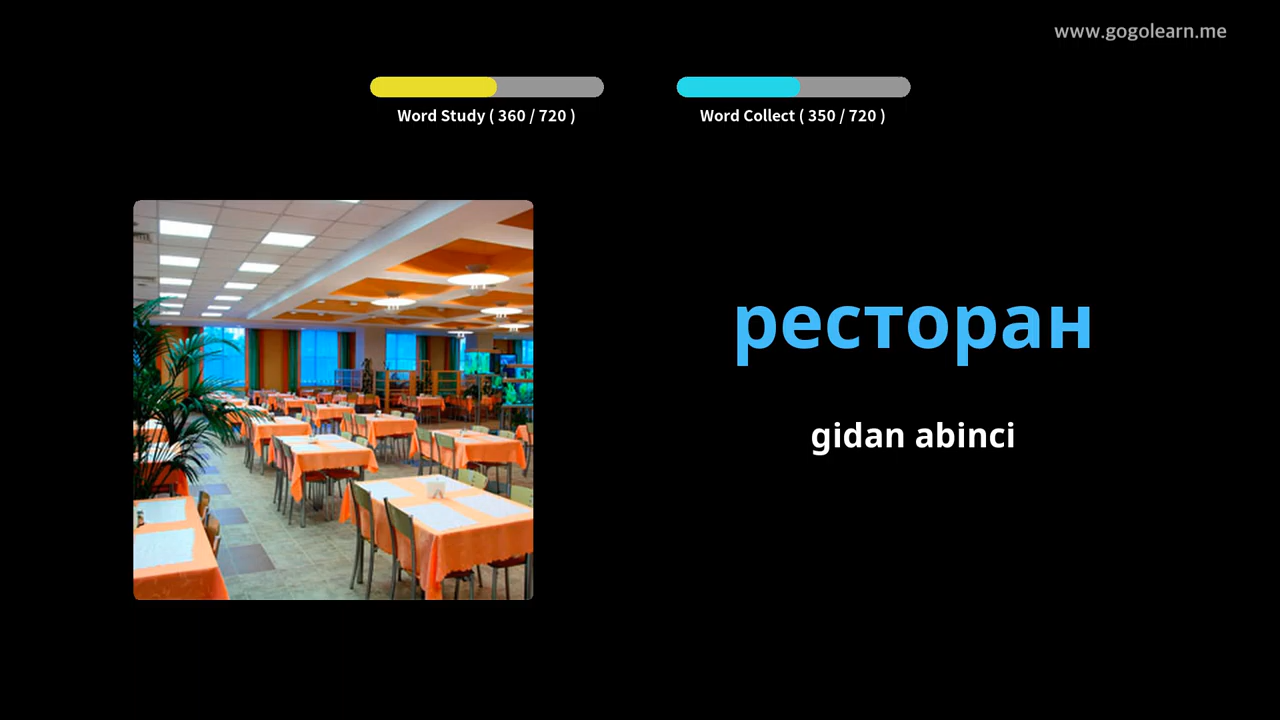 www.gogolearn.me
Word Study ( 360 / 720 )
Word Collect ( 350 / 720 )
ресторан
gidan abinci